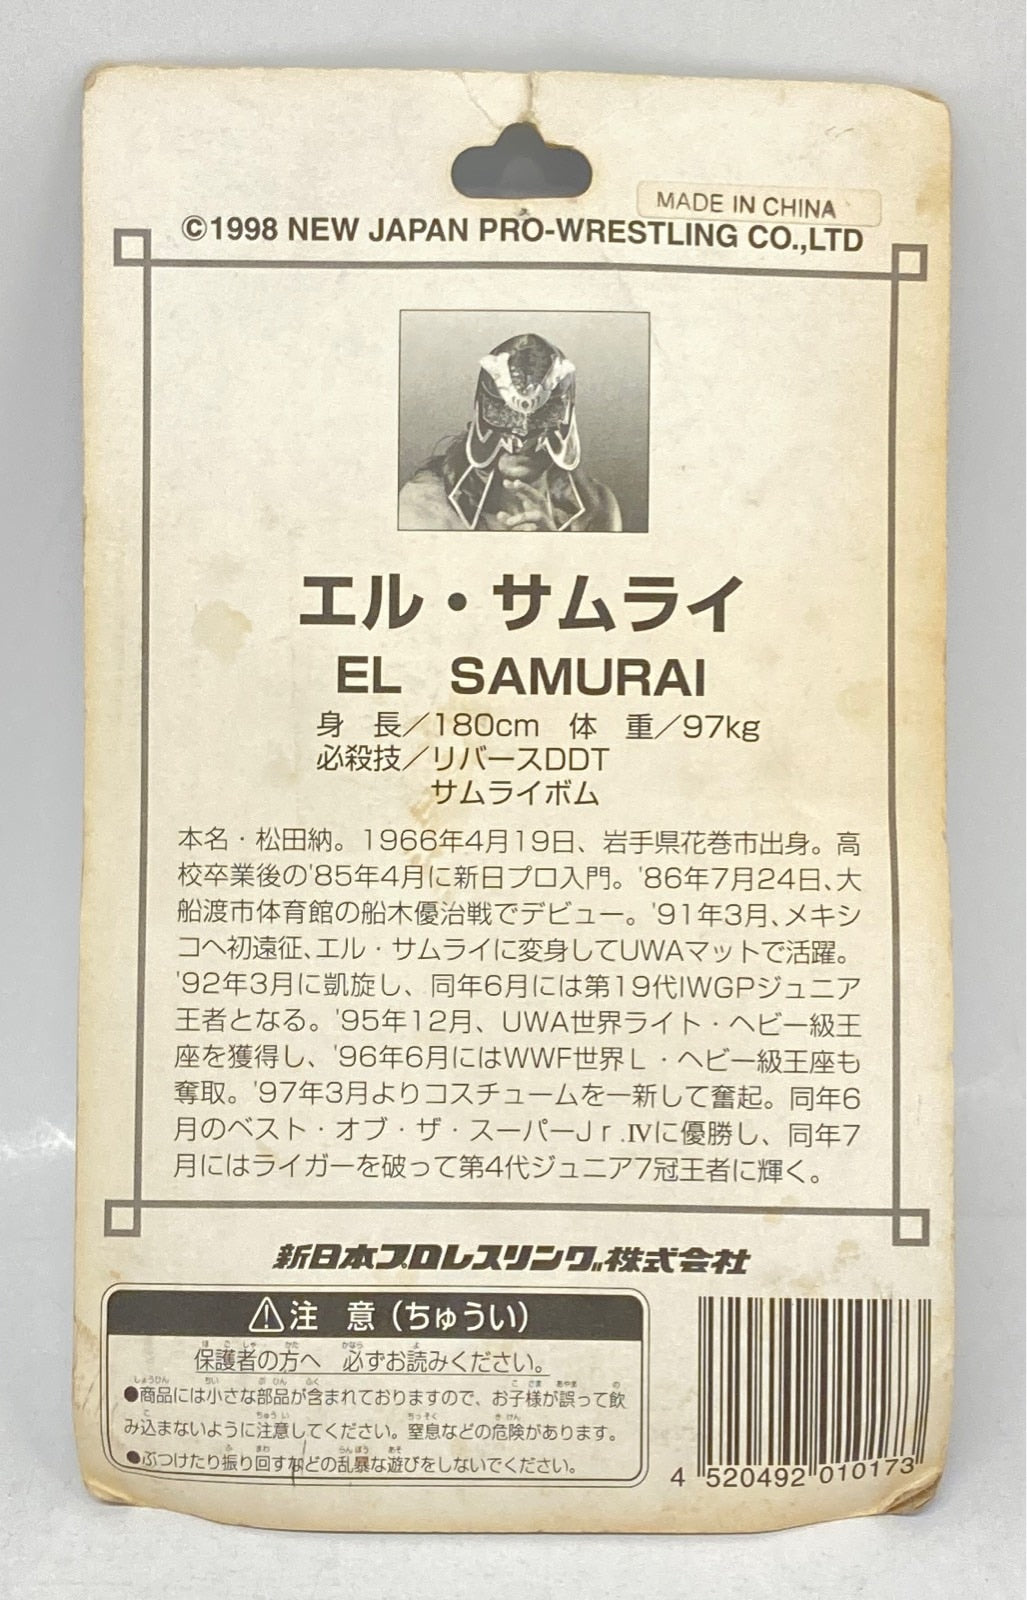 MADE IN CHINA
©1998 NEW JAPAN PRO-WRESTLING CO.,LTD
エル・サムライ
EL SAMURAI
身 長／180cm 体 重／97kg
必殺技／リバースDDT
サムライボム
本名・松田納。1966年4月19日、岩手県花巻市出身。高
校卒業後の'85年4月に新日プロ入門。'86年7月24日、大
船渡市体育館の船木優治戦でデビュー。'91年3月、メキシ
コへ初遠征、エル・サムライに変身してUWAマットで活躍。
'92年3月に凱旋し、同年6月には第19代IWGPジュニア
王者となる。'95年12月、UWA世界ライト・ヘビー級王
座を獲得し、'96年6月にはWWF世界L・ヘビー級王座も
奪取。'97年3月よりコスチュームを一新して奮起。同年6
月のベスト・オブ・ザ・スーパーJr.Ⅳに優勝し、同年7
月にはライガーを破って第4代ジュニア7冠王者に輝く。
新日本プロレスリング株式会社
⚠注 意（ちゅうい）
保護者の方へ 必ずお読みください。
●商品には小さな部品が含まれておりますので、お子様が誤って飲
み込まないように注意してください。窒息などの危険があります。
●ぶつけたり振り回すなどの乱暴な遊びをしないでください。
4 520492 010173